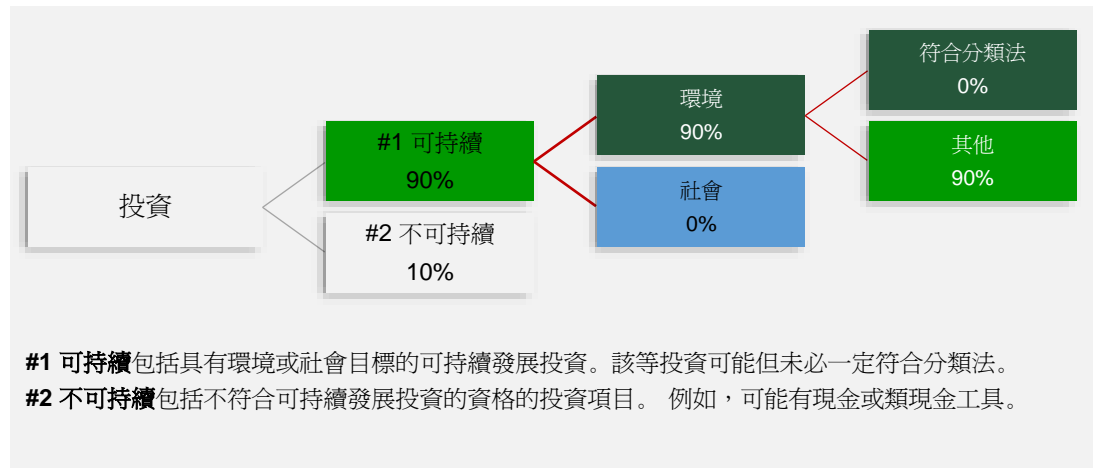 符合分類法
0%
環境
90%
#1 可持續
90%
其他
90%
投資
社會
0%
#2 不可持續
10%
#1 可持續包括具有環境或社會目標的可持續發展投資。該等投資可能但未必一定符合分類法。
#2 不可持續包括不符合可持續發展投資的資格的投資項目。 例如，可能有現金或類現金工具。